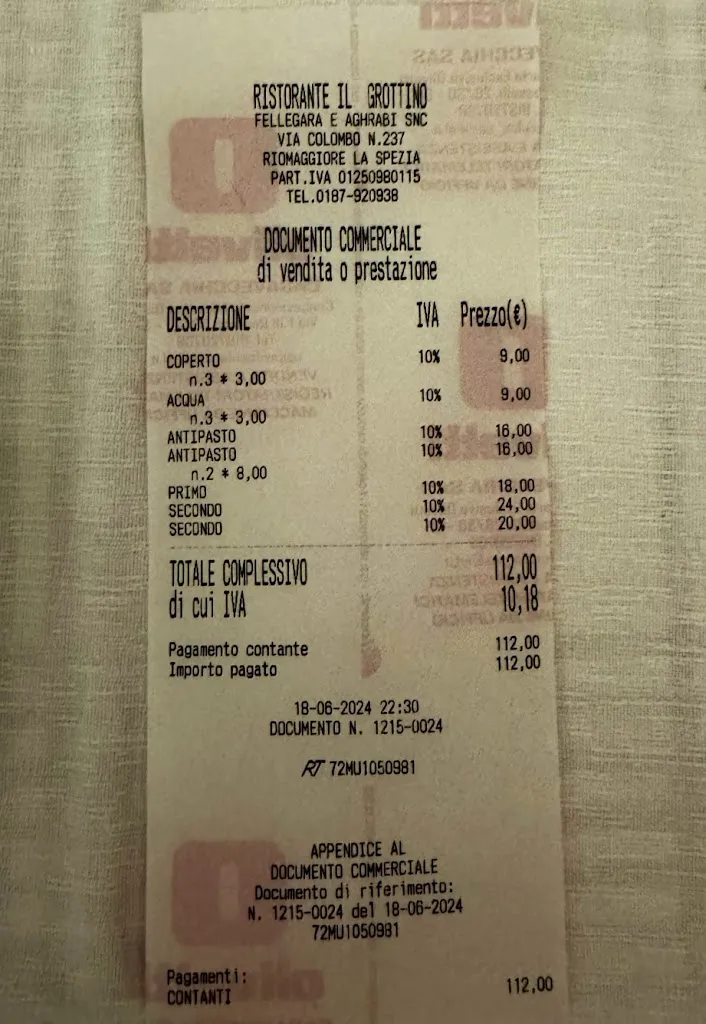 RISTORANTE IL GROTTINO
FELLEGARA E AGHRABI SNC
VIA COLOMBO N.237
RIOMAGGIORE LA SPEZIA
PART.IVA 01250980115
TEL.0187-920938
DOCUMENTO COMMERCIALE
di vendita o prestazione
DESCRIZIONE IVA Prezzo(€)
COPERTO 10% 9,00
n.3 * 3,00
ACQUA 10% 9,00
n.3 * 3,00
ANTIPASTO 10% 16,00
ANTIPASTO 10% 16,00
n.2 * 8,00
PRIMO 10% 18,00
SECONDO 10% 24,00
SECONDO 10% 20,00
TOTALE COMPLESSIVO 112,00
di cui IVA 10,18
Pagamento contante 112,00
Importo pagato 112,00
18-06-2024 22:30
DOCUMENTO N. 1215-0024
RT 72MU1050981
APPENDICE AL
DOCUMENTO COMMERCIALE
Documento di riferimento:
N. 1215-0024 del 18-06-2024
72MU1050981
Pagamenti:
CONTANTI 112,00